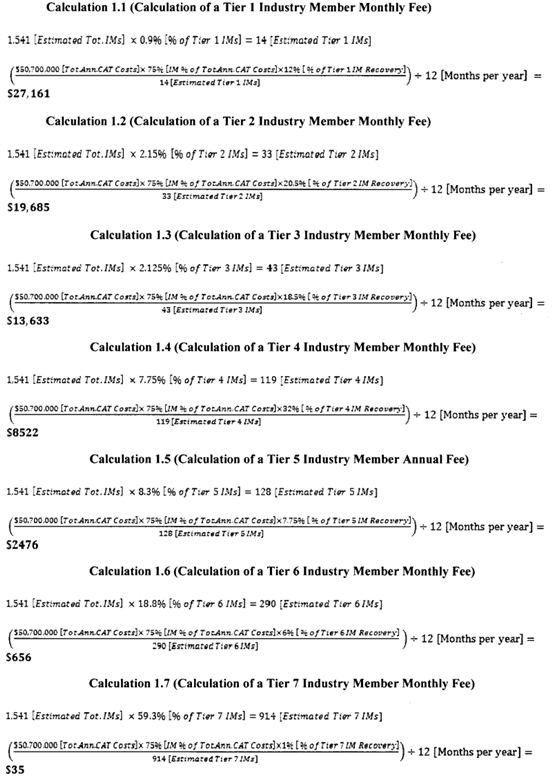 Calculation 1.1 (Calculation of a Tier 1 Industry Member Monthly Fee)
1.541 [Estimated Tot.IMs] × 0.9% [% of Tier 1 IMs] = 14 [Estimated Tier 1 IMs]
($50.700.000 [Tot.Ann.CAT Costs]× 75% [IM % of Tot.Ann.CAT Costs]×12% [% of Tier 1 IM Recovery]
14 [Estimated Tier 1 IMs]) ÷ 12 [Months per year] =
$27,161
Calculation 1.2 (Calculation of a Tier 2 Industry Member Monthly Fee)
1.541 [Estimated Tot.IMs] × 2.15% [% of Tier 2 IMs] = 33 [Estimated Tier 2 IMs]
($50.700.000 [Tot.Ann.CAT Costs]× 75% [IM % of Tot.Ann.CAT Costs]×20.5% [% of Tier 2 IM Recovery]
33 [Estimated Tier 2 IMs]) ÷ 12 [Months per year] =
$19,685
Calculation 1.3 (Calculation of a Tier 3 Industry Member Monthly Fee)
1.541 [Estimated Tot.IMs] × 2.125% [% of Tier 3 IMs] = 43 [Estimated Tier 3 IMs]
($50.700.000 [Tot.Ann.CAT Costs]× 75% [IM % of Tot.Ann.CAT Costs]×18.5% [% of Tier 3 IM Recovery]
43 [Estimated Tier 3 IMs]) ÷ 12 [Months per year] =
$13,633
Calculation 1.4 (Calculation of a Tier 4 Industry Member Monthly Fee)
1.541 [Estimated Tot.IMs] × 7.75% [% of Tier 4 IMs] = 119 [Estimated Tier 4 IMs]
($50.700.000 [Tot.Ann.CAT Costs]× 75% [IM % of Tot.Ann.CAT Costs]×32% [% of Tier 4 IM Recovery]
119 [Estimated Tier 4 IMs]) ÷ 12 [Months per year] =
$8522
Calculation 1.5 (Calculation of a Tier 5 Industry Member Annual Fee)
1.541 [Estimated Tot.IMs] × 8.3% [% of Tier 5 IMs] = 128 [Estimated Tier 5 IMs]
($50.700.000 [Tot.Ann.CAT Costs]× 75% [IM % of Tot.Ann.CAT Costs]×7.75% [% of Tier 5 IM Recovery]
128 [Estimated Tier 5 IMs]) ÷ 12 [Months per year] =
$2476
Calculation 1.6 (Calculation of a Tier 6 Industry Member Monthly Fee)
1.541 [Estimated Tot.IMs] × 18.8% [% of Tier 6 IMs] = 290 [Estimated Tier 6 IMs]
($50.700.000 [Tot.Ann.CAT Costs]× 75% [IM % of Tot.Ann.CAT Costs]×6% [% of Tier 6 IM Recovery]
290 [Estimated Tier 6 IMs]) ÷ 12 [Months per year] =
$656
Calculation 1.7 (Calculation of a Tier 7 Industry Member Monthly Fee)
1.541 [Estimated Tot.IMs] × 59.3% [% of Tier 7 IMs] = 914 [Estimated Tier 7 IMs]
($50.700.000 [Tot.Ann.CAT Costs]× 75% [IM % of Tot.Ann.CAT Costs]×1% [% of Tier 7 IM Recovery]
914 [Estimated Tier 7 IMs]) ÷ 12 [Months per year] =
$35